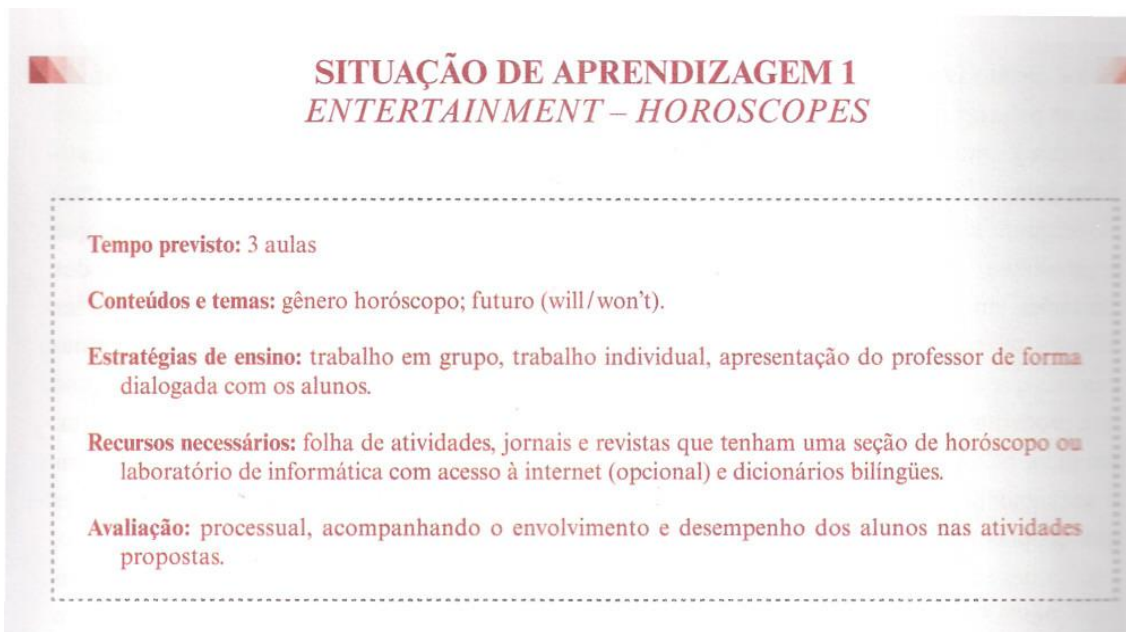 SITUAÇÃO DE APRENDIZAGEM 1
ENTERTAINMENT – HOROSCOPES
Tempo previsto: 3 aulas
Conteúdos e temas: gênero horóscopo; futuro (will/won't).
Estratégias de ensino: trabalho em grupo, trabalho individual, apresentação do professor de forma
dialogada com os alunos.
Recursos necessários: folha de atividades, jornais e revistas que tenham uma seção de horóscopo ou
laboratório de informática com acesso à internet (opcional) e dicionários bilíngües.
Avaliação: processual, acompanhando o envolvimento e desempenho dos alunos nas atividades
propostas.